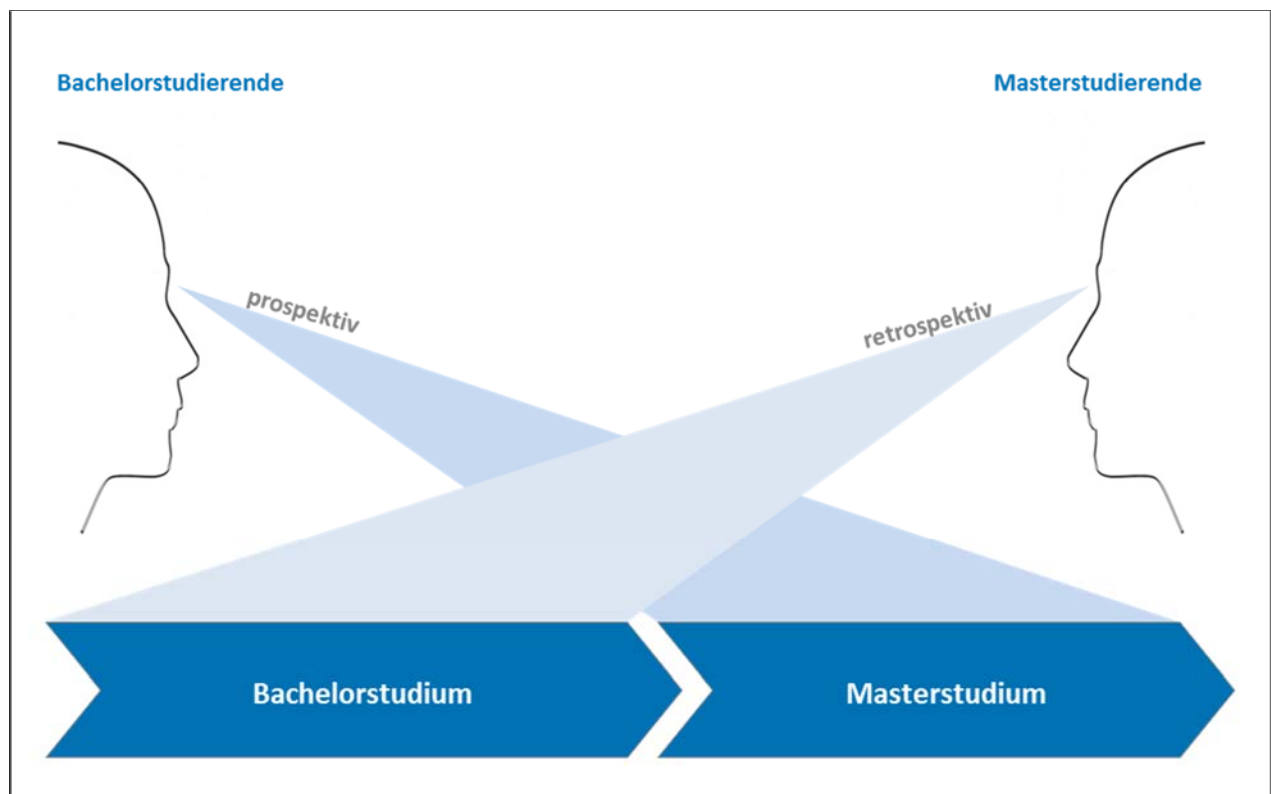 Bachelorstudierende
Masterstudierende
prospektiv
retrospektiv
Bachelorstudium
Masterstudium